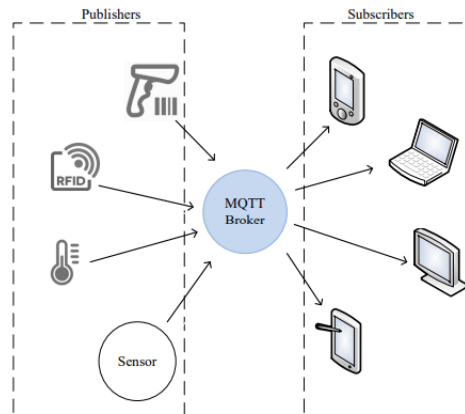 Publishers
Subscribers
RFID
MQTT
Broker
Sensor